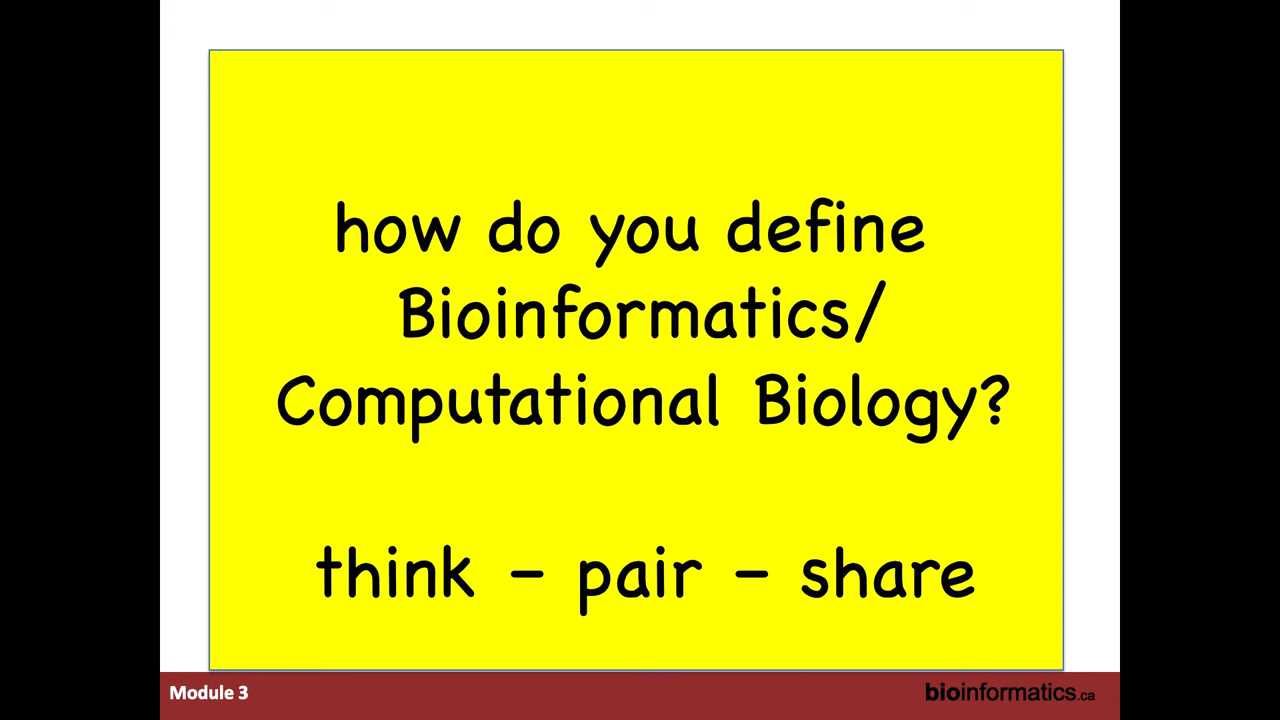 how do you define
Bioinformatics/
Computational Biology?
think – pair – share
Module 3
bioinformatics.ca